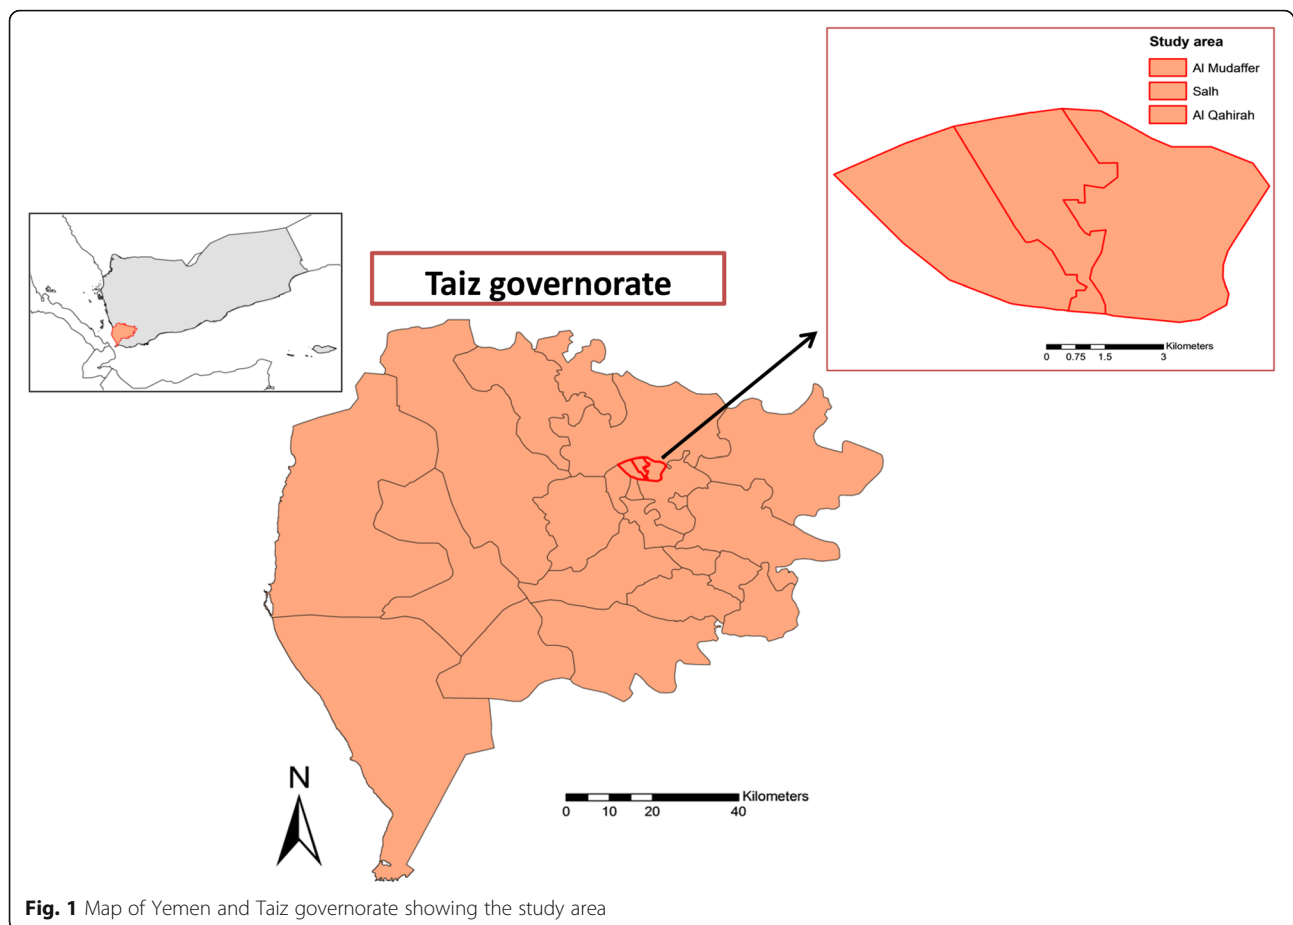 Study area
Al Mudaffer
Salh
Al Qahirah
Kilometers
0 0.75 1.5 3
Taiz governorate
N
Kilometers
0 10 20 40
Fig. 1 Map of Yemen and Taiz governorate showing the study area